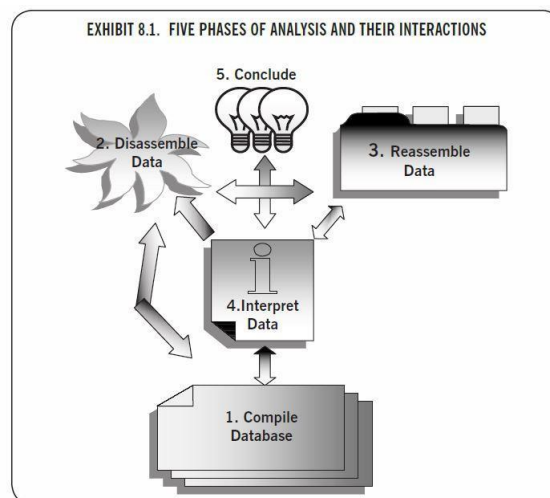 EXHIBIT 8.1. FIVE PHASES OF ANALYSIS AND THEIR INTERACTIONS
5. Conclude
2. Disassemble
Data
3. Reassemble
Data
i
4.Interpret
Data
1. Compile
Database